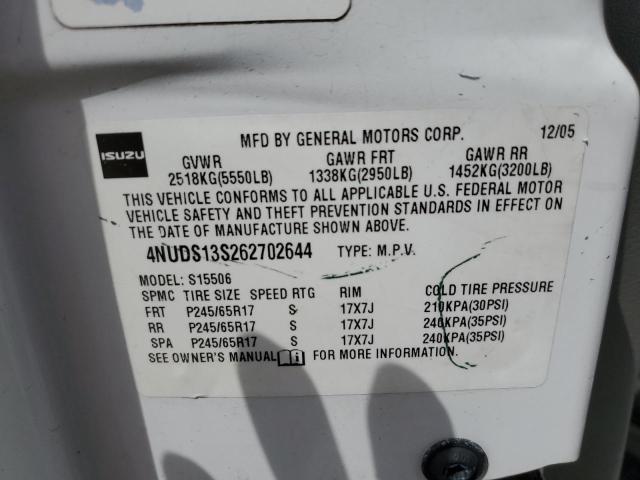 MFD BY GENERAL MOTORS CORP. 12/05
ISUZU
GVWR GAWR FRT GAWR RR
2518KG(5550LB) 1338KG(2950LB) 1452KG(3200LB)
THIS VEHICLE CONFORMS TO ALL APPLICABLE U.S. FEDERAL MOTOR
VEHICLE SAFETY AND THEFT PREVENTION STANDARDS IN EFFECT ON
THE DATE OF MANUFACTURE SHOWN ABOVE.
4NUDS13S262702644 TYPE: M.P.V.
MODEL: S15506
SPMC TIRE SIZE SPEED RTG RIM COLD TIRE PRESSURE
FRT P245/65R17 S 17X7J 210KPA(30PSI)
RR P245/65R17 S 17X7J 240KPA(35PSI)
SPA P245/65R17 S 17X7J 240KPA(35PSI)
SEE OWNER'S MANUAL FOR MORE INFORMATION.